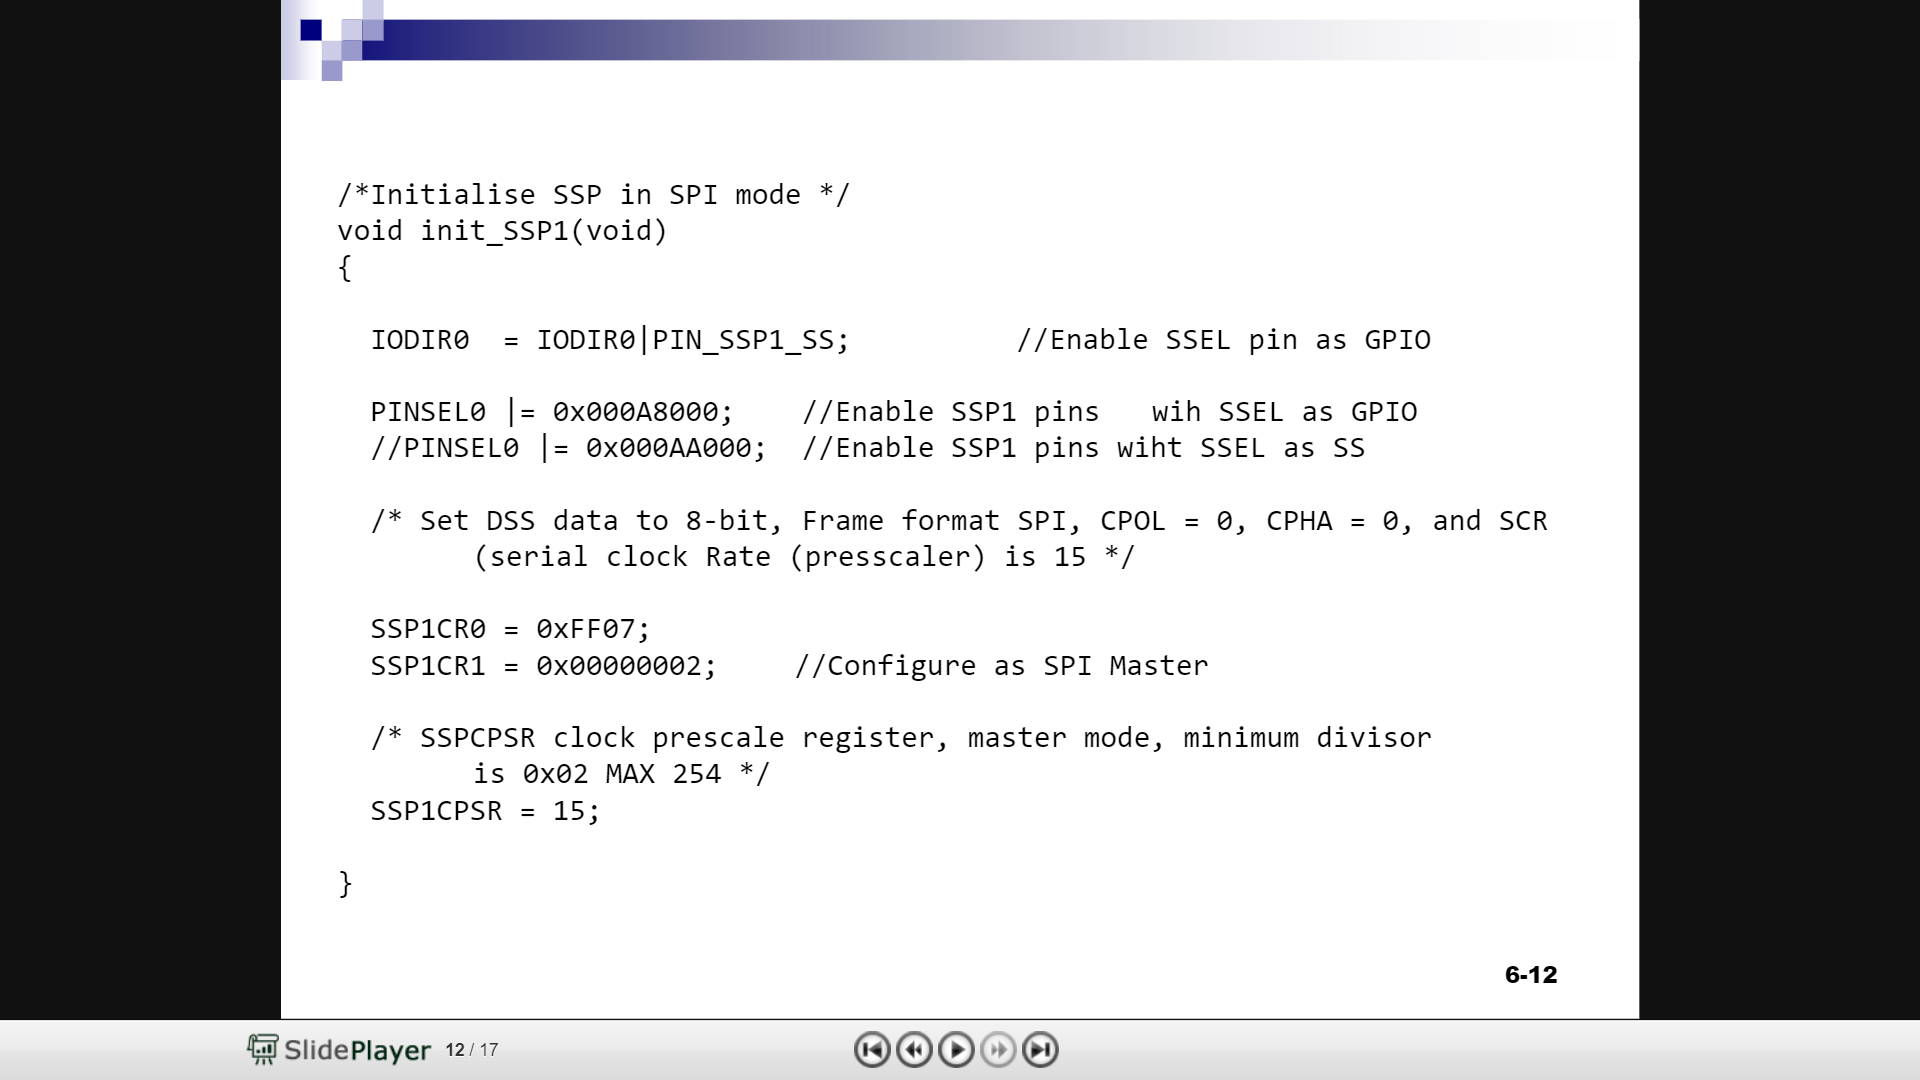 /*Initialise SSP in SPI mode */
void init_SSP1(void)
{
IODIR0 = IODIR0|PIN_SSP1_SS; //Enable SSEL pin as GPIO
PINSEL0 |= 0x000A8000; //Enable SSP1 pins wih SSEL as GPIO
//PINSEL0 |= 0x000AA000; //Enable SSP1 pins wiht SSEL as SS
/* Set DSS data to 8-bit, Frame format SPI, CPOL = 0, CPHA = 0, and SCR
(serial clock Rate (presscaler) is 15 */
SSP1CR0 = 0xFF07;
SSP1CR1 = 0x00000002; //Configure as SPI Master
/* SSPCPSR clock prescale register, master mode, minimum divisor
is 0x02 MAX 254 */
SSP1CPSR = 15;
}
6-12
SlidePlayer 12 / 17